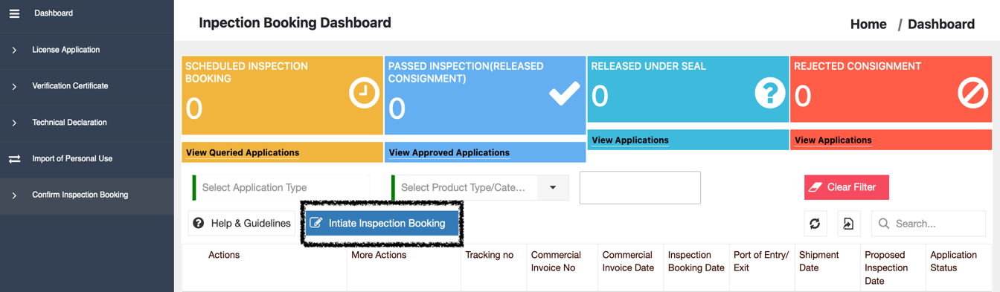 Dashboard
License Application
Verification Certificate
Technical Declaration
Import of Personal Use
Confirm Inspection Booking
Inpection Booking Dashboard
Home / Dashboard
SCHEDULED INSPECTION
BOOKING
0
View Queried Applications
PASSED INSPECTION(RELEASED
CONSIGNMENT)
0
View Approved Applications
RELEASED UNDER SEAL
0
View Applications
REJECTED CONSIGNMENT
0
View Applications
Select Application Type
Select Product Type/Cate...
Clear Filter
Help & Guidelines
Intiate Inspection Booking
Search...
Actions
More Actions
Tracking no
Commercial
Invoice No
Commercial
Invoice Date
Inspection
Booking Date
Port of Entry/
Exit
Shipment
Date
Proposed
Inspection
Date
Application
Status